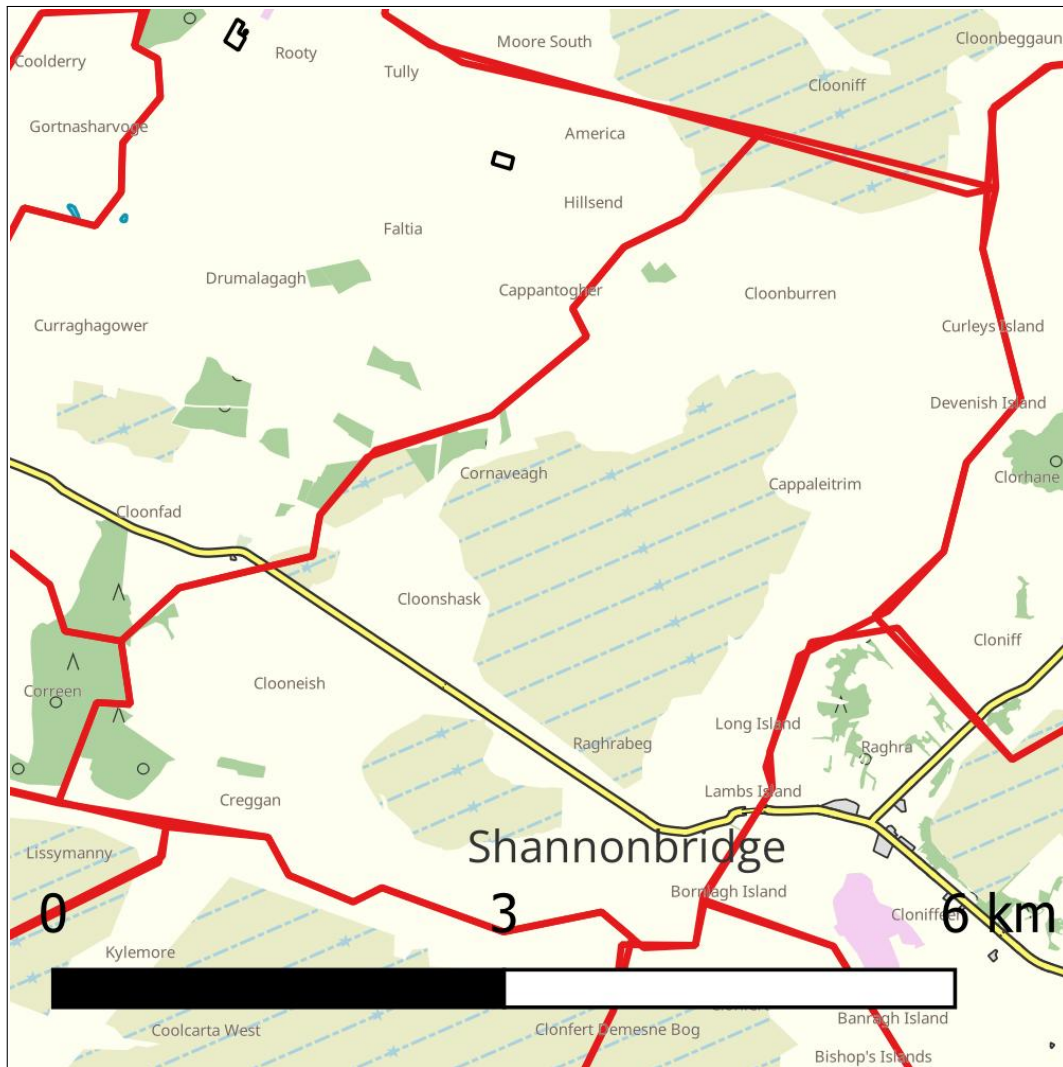 Moore South
Cloonbeggaun
Rooty
Coolderry
Tully
Clooniff
Gortnasharvoge
America
Hillsend
Faltia
Drumalagagh
Cappantogher
Cloonburren
Curraghagower
Curleys Island
Devenish Island
Cornaveagh
Cappaleitrim
Clorhane
Cloonfad
Cloonshask
Cloniff
Clooneish
Correen
Long Island
Raghrabeg
Raghra
Creggan
Lambs Island
Shannonbridge
Lissymanny
Bornlagh Island
Cloniffeen
0 3 6 km
Kylemore
Coolcarta West
Clonfert Demesne Bog
Banragh Island
Bishop's Islands